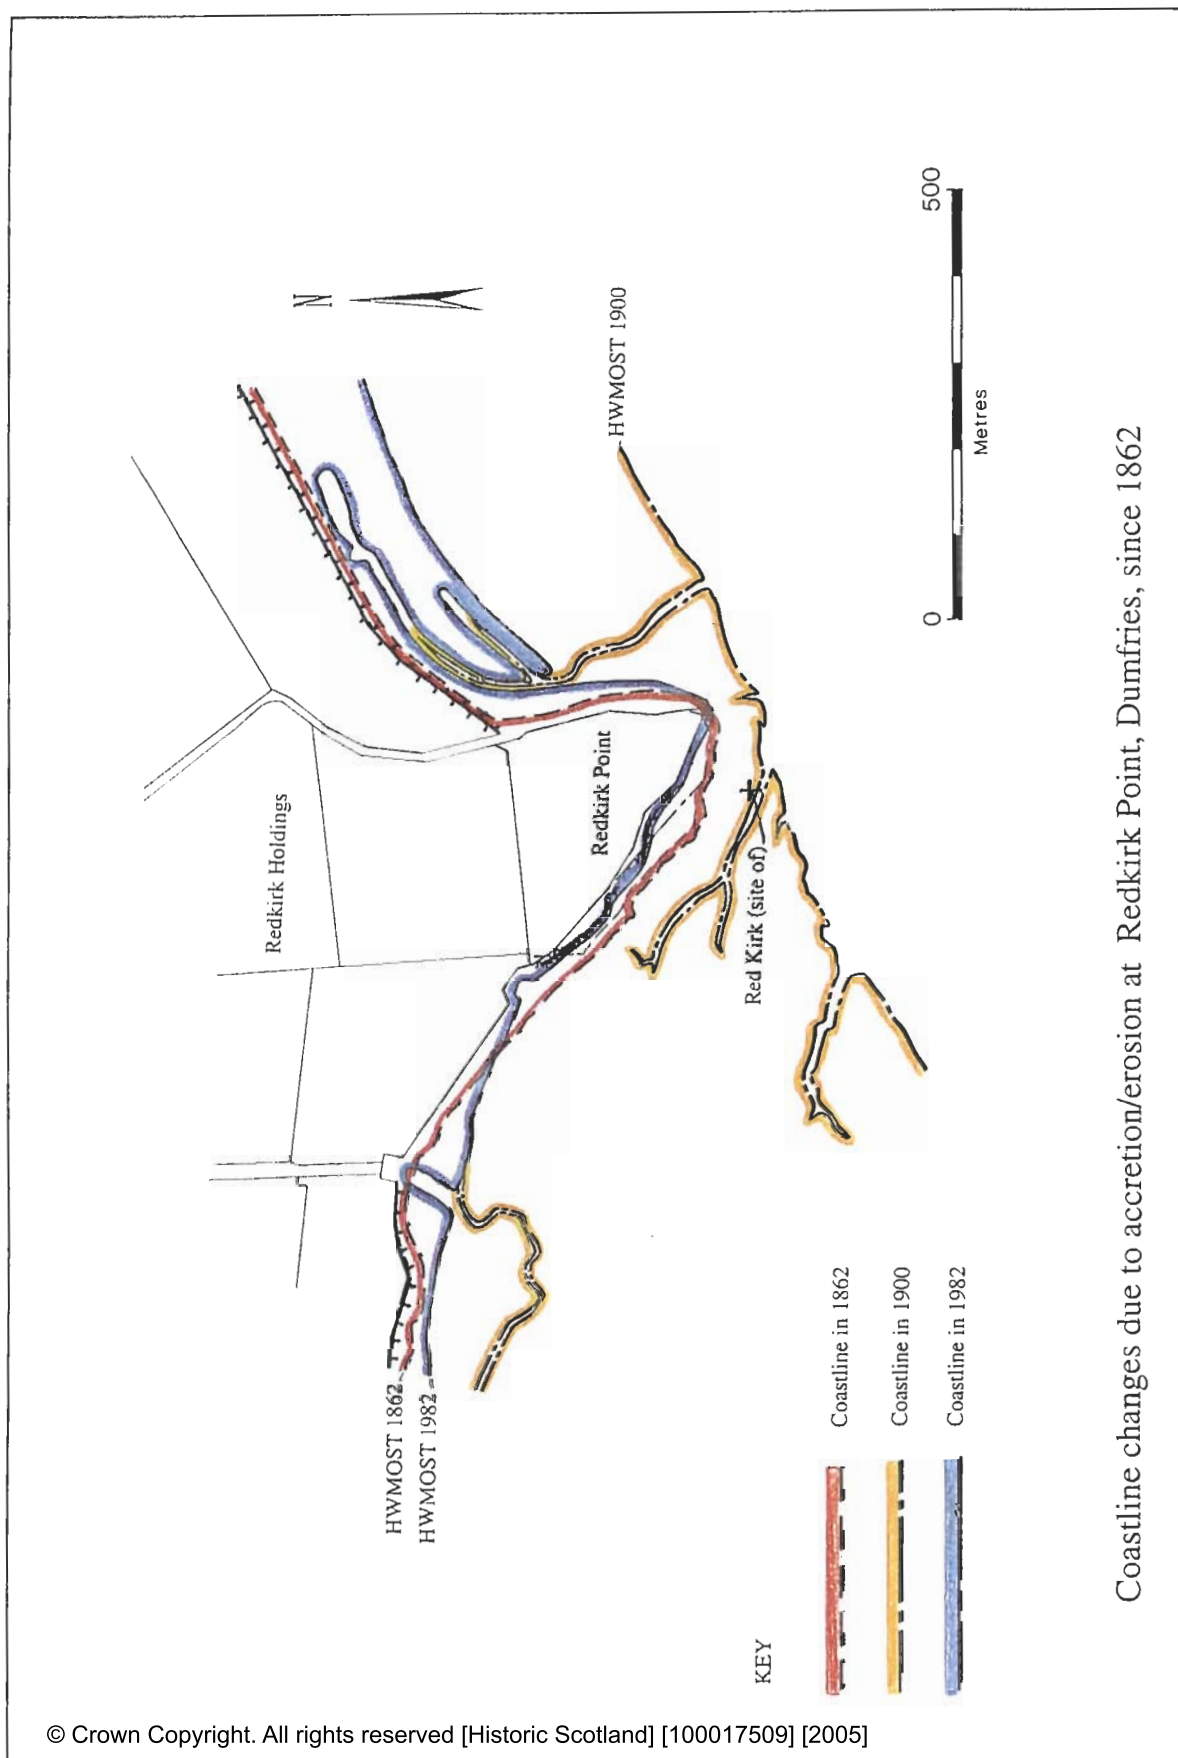 N
HWMOST 1900
Redkirk Holdings
Redkirk Point
Red Kirk (site of)
HWMOST 1862
HWMOST 1982
0
500
Metres
KEY
Coastline in 1862
Coastline in 1900
Coastline in 1982
Coastline changes due to accretion/erosion at Redkirk Point, Dumfries, since 1862
© Crown Copyright. All rights reserved [Historic Scotland] [100017509] [2005]